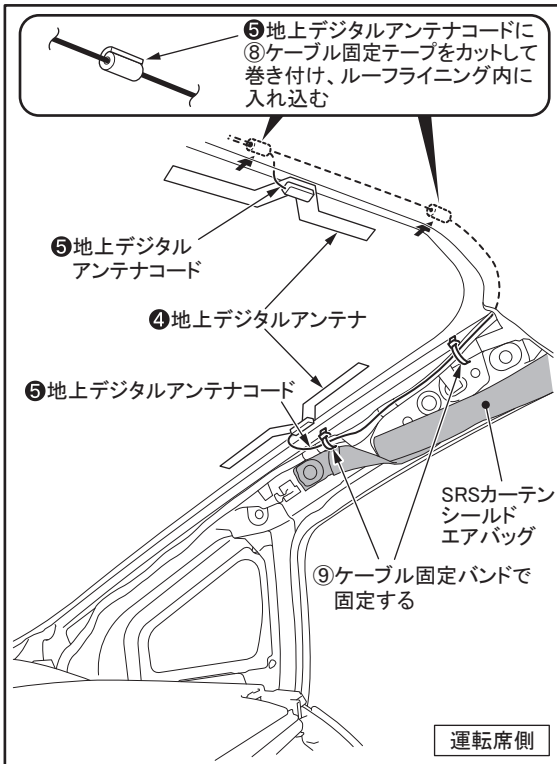 ❺地上デジタルアンテナコードに
⑧ケーブル固定テープをカットして
巻き付け、ルーフライニング内に
入れ込む
❺地上デジタル
アンテナコード
❹地上デジタルアンテナ
❺地上デジタルアンテナコード
SRSカーテン
シールド
エアバッグ
⑨ケーブル固定バンドで
固定する
運転席側